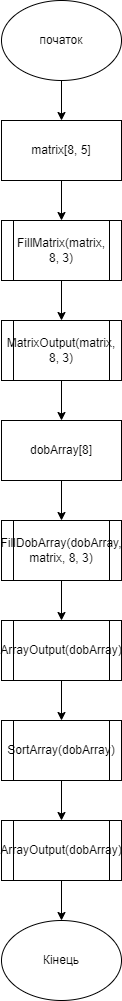 початок
matrix[8, 5]
FillMatrix(matrix,
8, 3)
MatrixOutput(matrix,
8, 3)
dobArray[8]
FillDobArray(dobArray,
matrix, 8, 3)
ArrayOutput(dobArray)
SortArray(dobArray)
ArrayOutput(dobArray)
Кінець